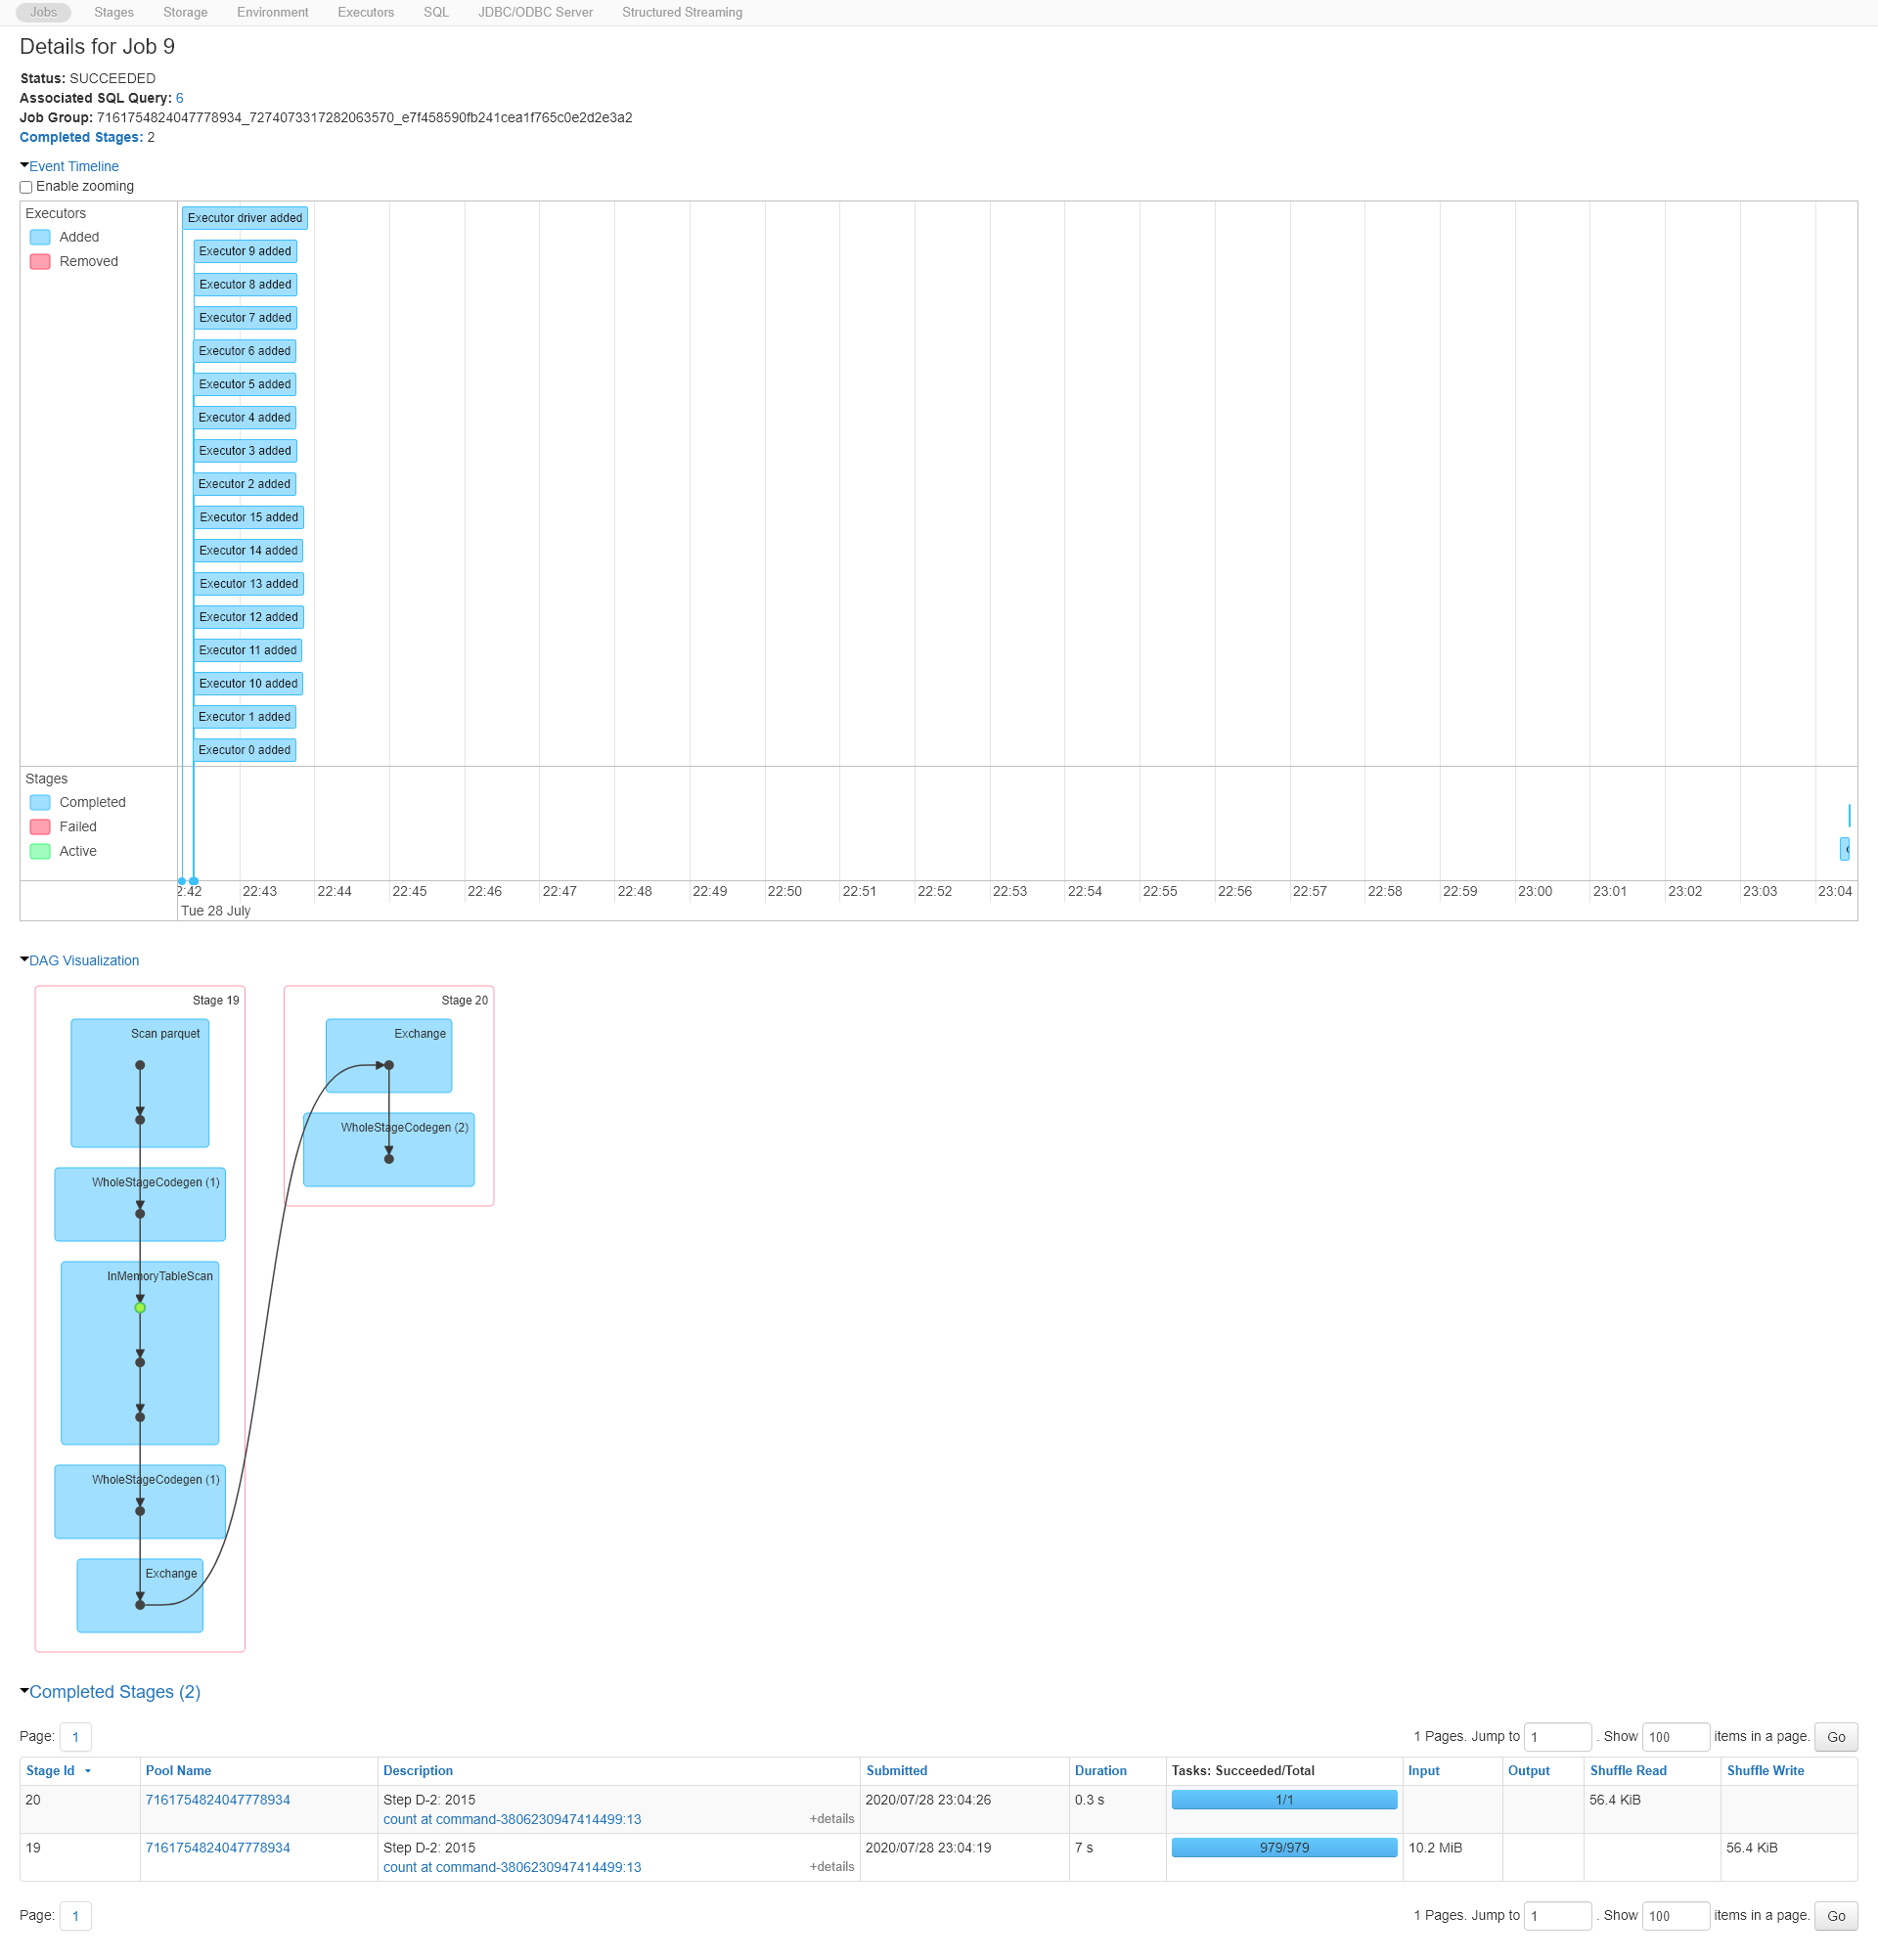 Jobs Stages Storage Environment Executors SQL JDBC/ODBC Server Structured Streaming
Details for Job 9
Status: SUCCEEDED
Associated SQL Query: 6
Job Group: 7161754824047778934_7274073317282063570_e7f458590fb241cea1f765c0e2d2e3a2
Completed Stages: 2
Event Timeline
Enable zooming
Executors
Added
Removed
Executor driver added
Executor 9 added
Executor 8 added
Executor 7 added
Executor 6 added
Executor 5 added
Executor 4 added
Executor 3 added
Executor 2 added
Executor 15 added
Executor 14 added
Executor 13 added
Executor 12 added
Executor 11 added
Executor 10 added
Executor 1 added
Executor 0 added
Stages
Completed
Failed
Active
2:42 22:43 22:44 22:45 22:46 22:47 22:48 22:49 22:50 22:51 22:52 22:53 22:54 22:55 22:56 22:57 22:58 22:59 23:00 23:01 23:02 23:03 23:04
Tue 28 July
DAG Visualization
Stage 19
Scan parquet
WholeStageCodegen (1)
InMemoryTableScan
WholeStageCodegen (1)
Exchange
Stage 20
Exchange
WholeStageCodegen (2)
Completed Stages (2)
Page: 1 1 Pages. Jump to 1 . Show 100 items in a page. Go
Stage Id Pool Name Description Submitted Duration Tasks: Succeeded/Total Input Output Shuffle Read Shuffle Write
20 7161754824047778934 Step D-2: 2015 2020/07/28 23:04:26 0.3 s 1/1 56.4 KiB
count at command-3806230947414499:13 +details
19 7161754824047778934 Step D-2: 2015 2020/07/28 23:04:19 7 s 979/979 10.2 MiB 56.4 KiB
count at command-3806230947414499:13 +details
Page: 1 1 Pages. Jump to 1 . Show 100 items in a page. Go